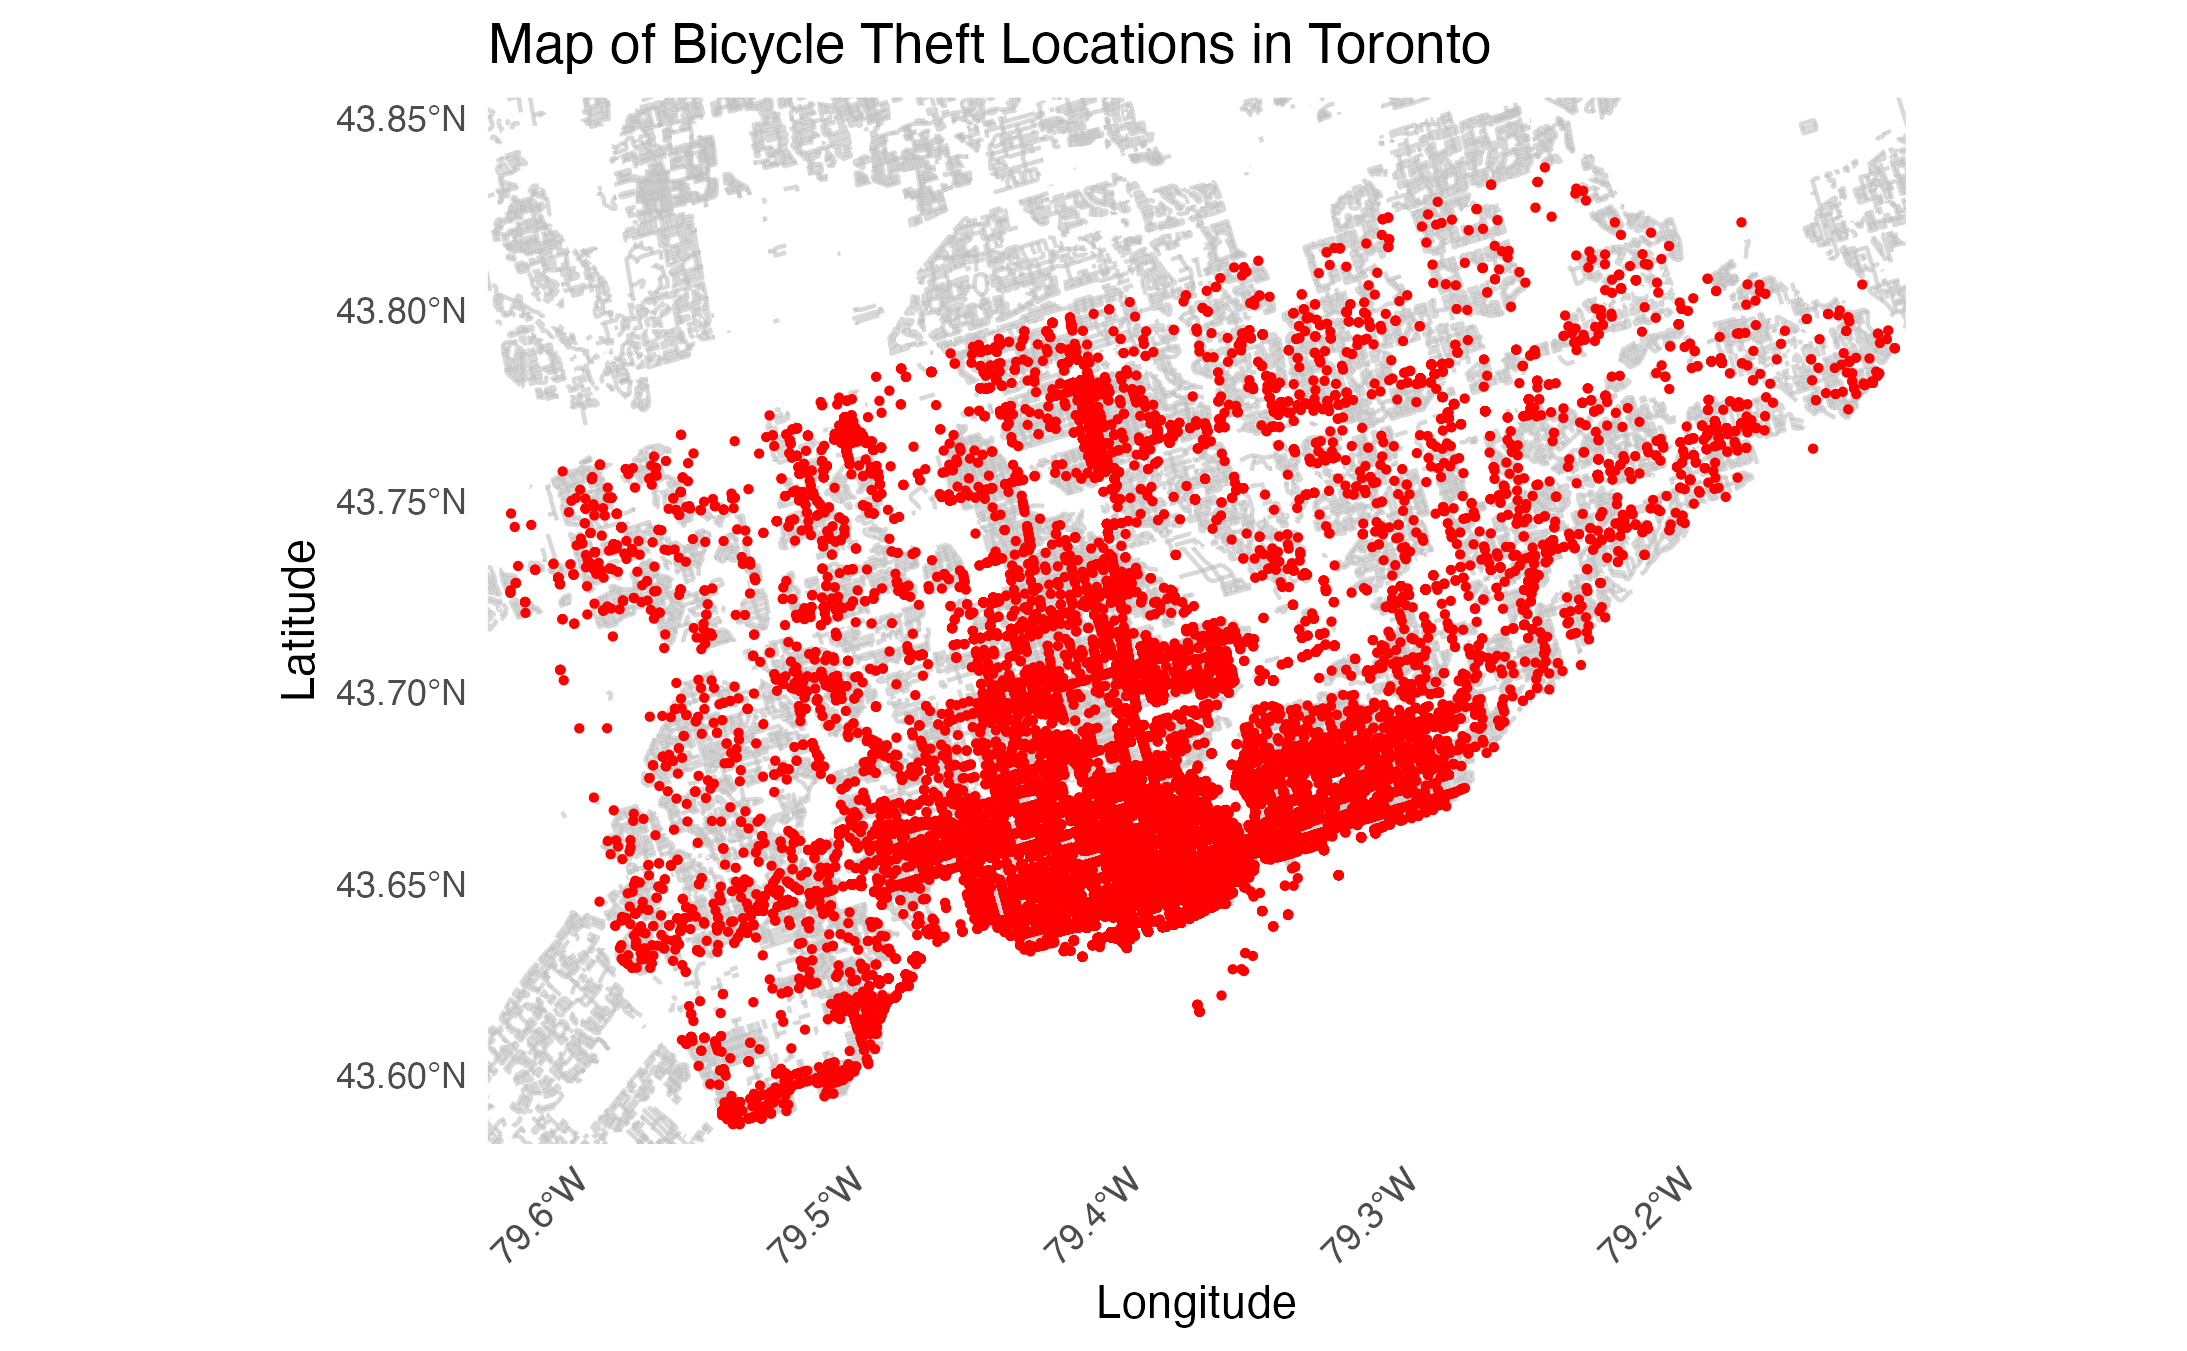 Map of Bicycle Theft Locations in Toronto
43.85°N
43.80°N
43.75°N
43.70°N
43.65°N
43.60°N
Latitude
79.6°W
79.5°W
79.4°W
79.3°W
79.2°W
Longitude